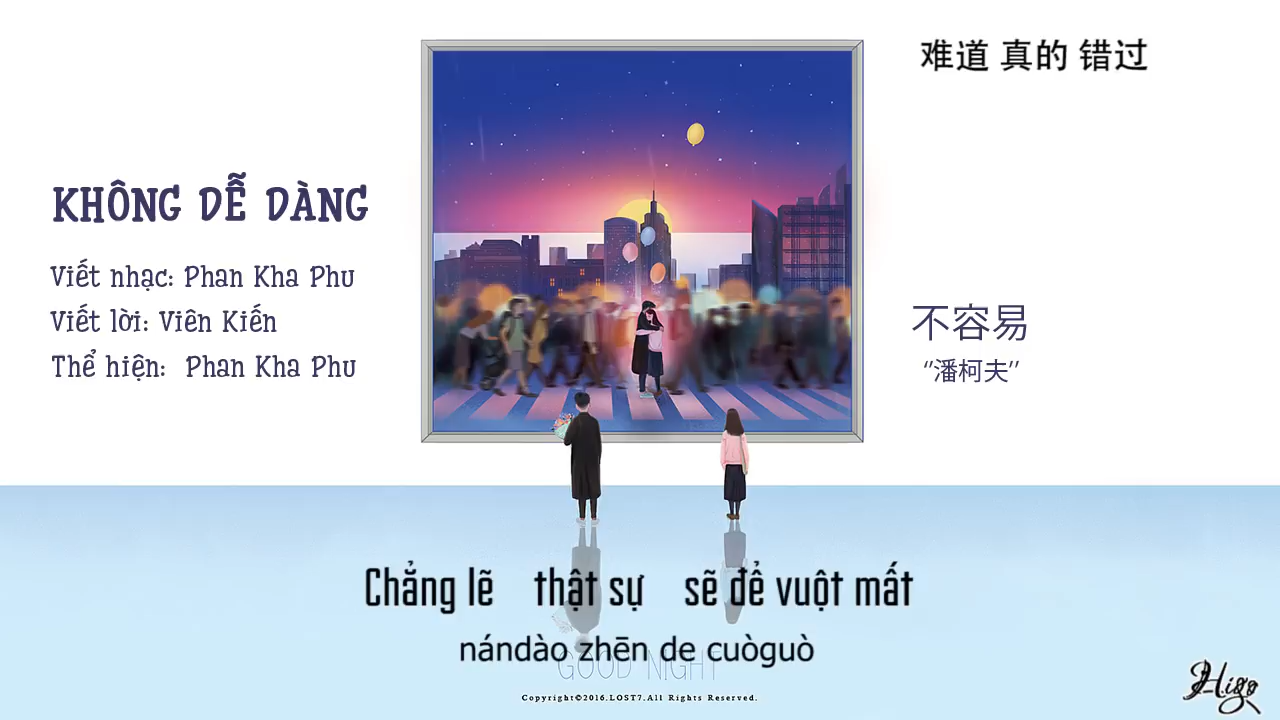 难道 真的 错过
KHÔNG DỄ DÀNG
Viết nhạc: Phan Kha Phu
Viết lời: Viên Kiến
Thể hiện: Phan Kha Phu
不容易
“潘柯夫”
Chẳng lẽ thật sự sẽ để vuột mất
nándào zhēn de cuòguò
GOOD NIGHT
Copyright©2016.LOST7.All Rights Reserved.
Higo